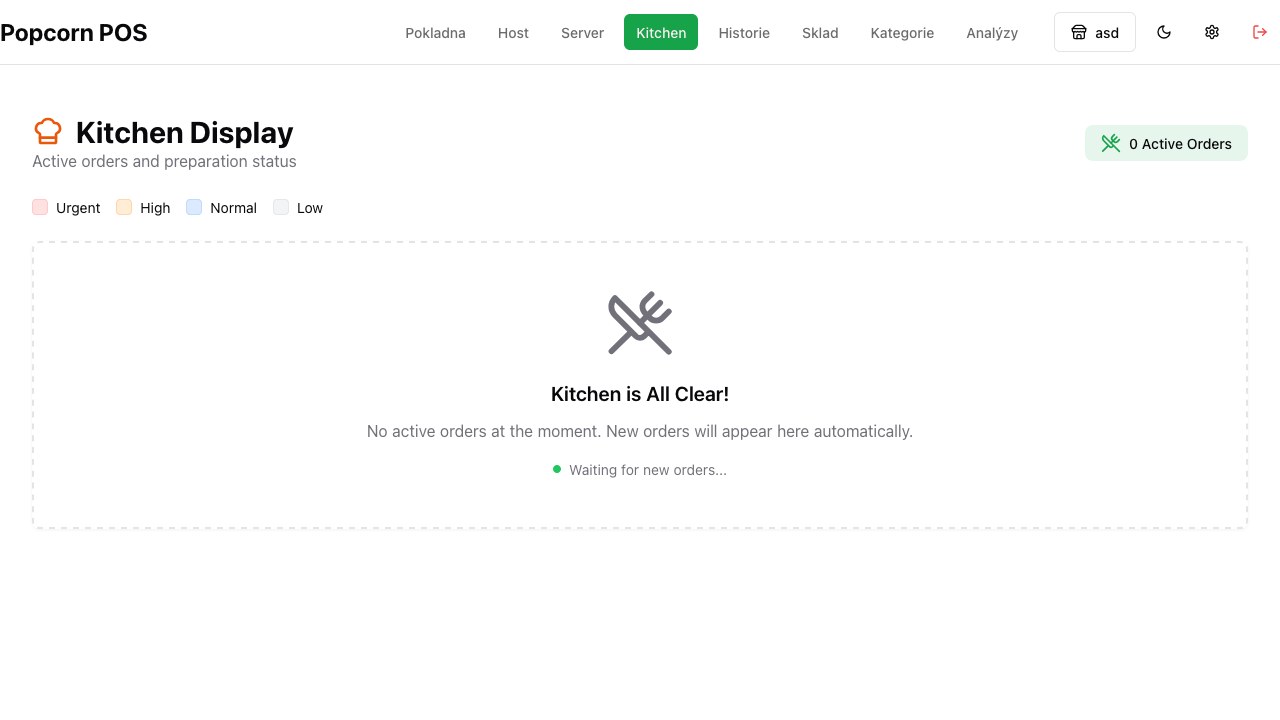 Popcorn POS
Pokladna
Host
Server
Kitchen
Historie
Sklad
Kategorie
Analýzy
asd
Kitchen Display
Active orders and preparation status
0 Active Orders
Urgent
High
Normal
Low
Kitchen is All Clear!
No active orders at the moment. New orders will appear here automatically.
Waiting for new orders...